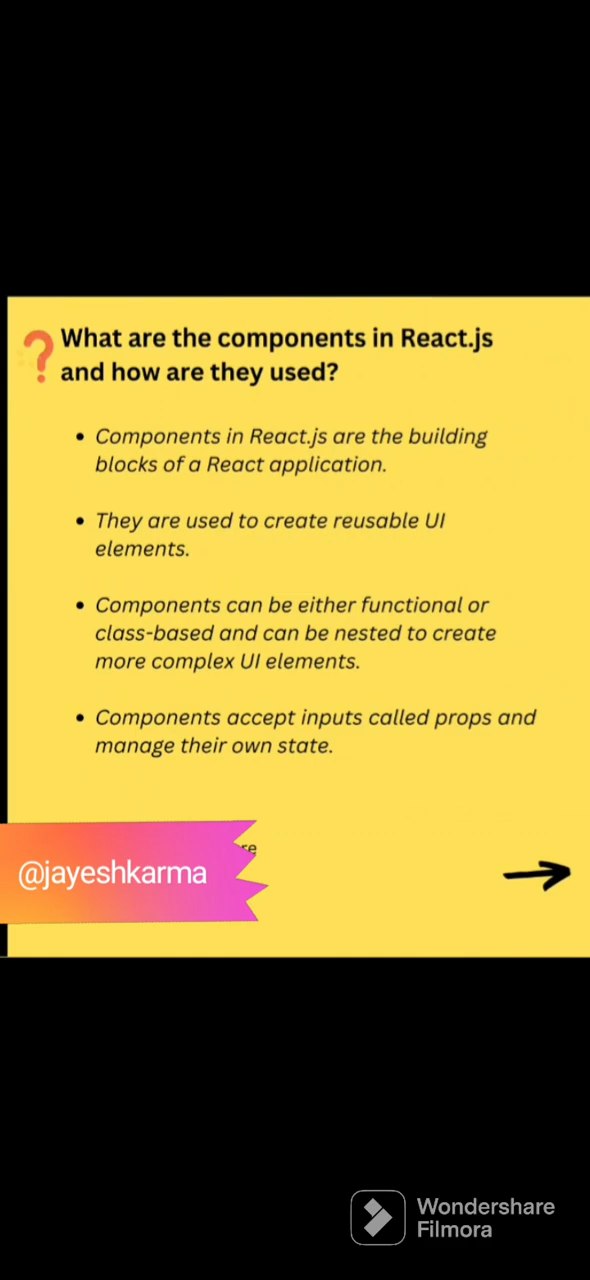 What are the components in React.js
and how are they used?
• Components in React.js are the building
blocks of a React application.
• They are used to create reusable UI
elements.
• Components can be either functional or
class-based and can be nested to create
more complex UI elements.
• Components accept inputs called props and
manage their own state.
@jayeshkarma
Wondershare
Filmora